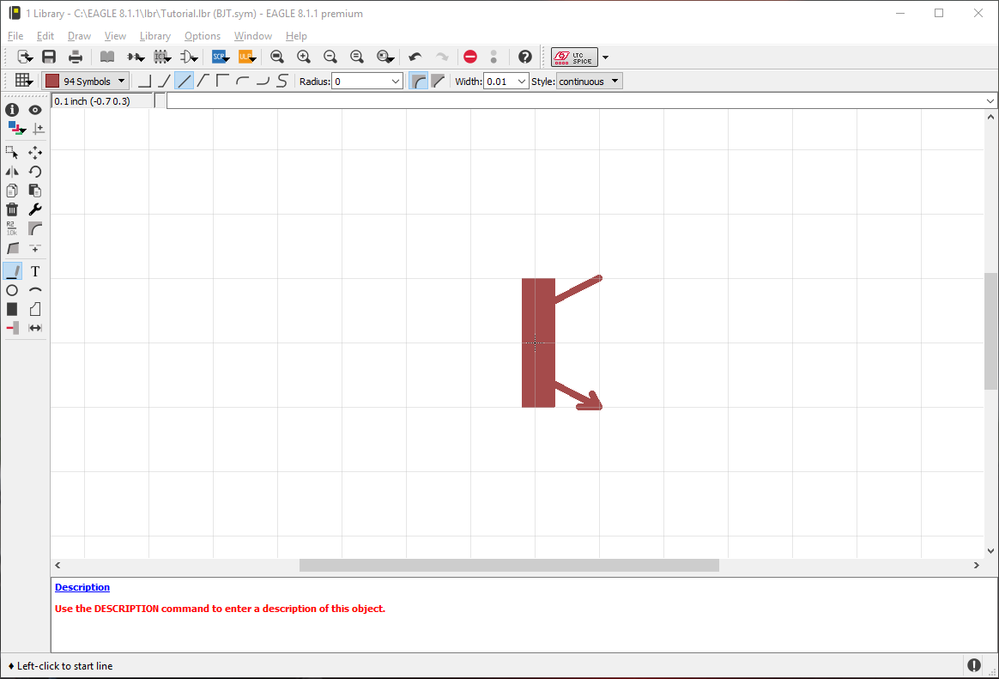 1 Library - C:\EAGLE 8.1.1\lbr\Tutorial.lbr (BJT.sym) - EAGLE 8.1.1 premium
File Edit Draw View Library Options Window Help
SCR ULP LTC SPICE
94 Symbols Radius: 0 Width: 0.01 Style: continuous
0.1 inch (-0.7 0.3)
R2
10k
T
Description
Use the DESCRIPTION command to enter a description of this object.
♦ Left-click to start line